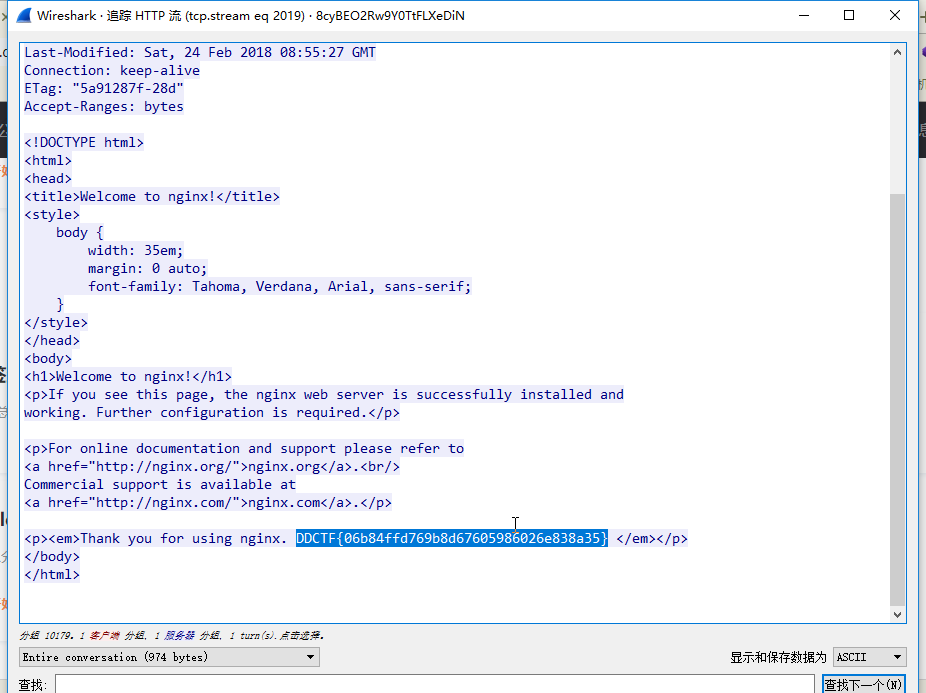 Wireshark · 追踪 HTTP 流 (tcp.stream eq 2019) · 8cyBEO2Rw9Y0TtFLXeDiN
Last-Modified: Sat, 24 Feb 2018 08:55:27 GMT
Connection: keep-alive
ETag: "5a91287f-28d"
Accept-Ranges: bytes
<!DOCTYPE html>
<html>
<head>
<title>Welcome to nginx!</title>
<style>
body {
width: 35em;
margin: 0 auto;
font-family: Tahoma, Verdana, Arial, sans-serif;
}
</style>
</head>
<body>
<h1>Welcome to nginx!</h1>
<p>If you see this page, the nginx web server is successfully installed and
working. Further configuration is required.</p>
<p>For online documentation and support please refer to
<a href="http://nginx.org/">nginx.org</a>.<br/>
Commercial support is available at
<a href="http://nginx.com/">nginx.com</a>.</p>
<p><em>Thank you for using nginx. DDCTF{06b84ffd769b8d67605986026e838a35} </em></p>
</body>
</html>
分组 10179。1 客户端 分组, 1 服务器 分组, 1 turn(s).点击选择。
Entire conversation (974 bytes)
显示和保存数据为 ASCII
查找:
查找下一个(N)